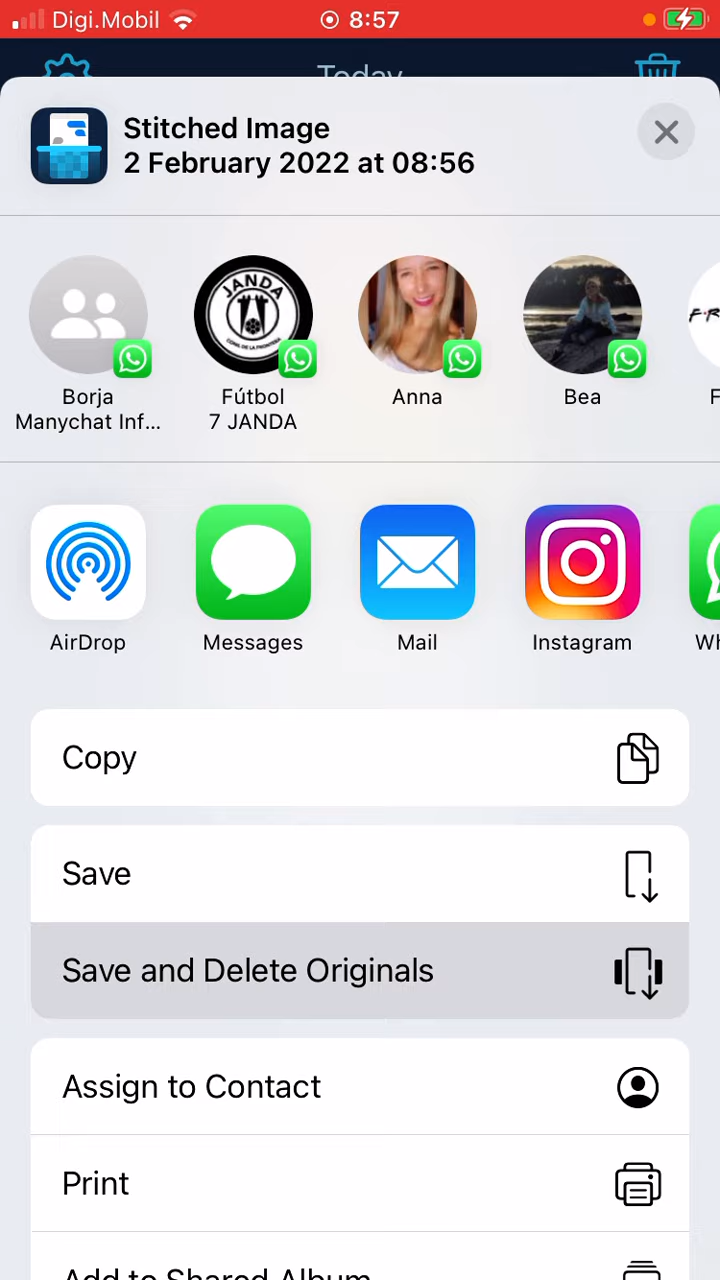 Digi.Mobil 8:57
Today
Stitched Image
2 February 2022 at 08:56
JANDA
Borja
Manychat Inf...
Fútbol
7 JANDA
Anna
Bea
F
AirDrop
Messages
Mail
Instagram
Wh
Copy
Save
Save and Delete Originals
Assign to Contact
Print
Add to Shared Album